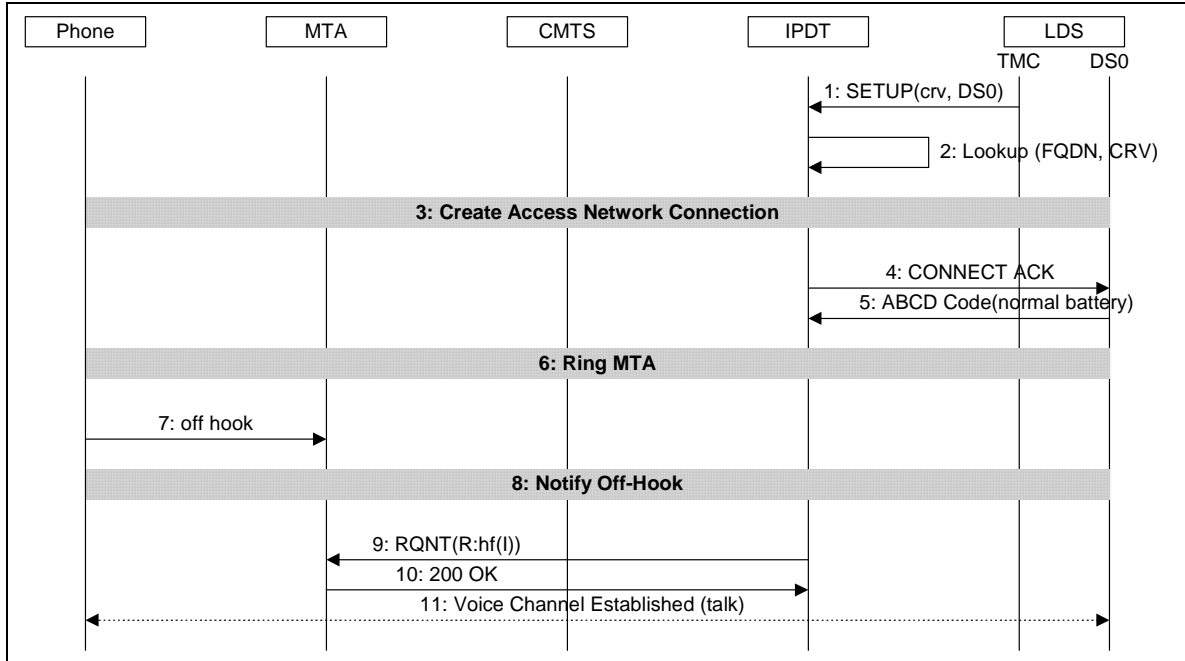 Phone
MTA
CMTS
IPDT
LDS
TMC
DS0
1: SETUP(crv, DS0)
2: Lookup (FQDN, CRV)
3: Create Access Network Connection
4: CONNECT ACK
5: ABCD Code(normal battery)
6: Ring MTA
7: off hook
8: Notify Off-Hook
9: RQNT(R:hf(I))
10: 200 OK
11: Voice Channel Established (talk)